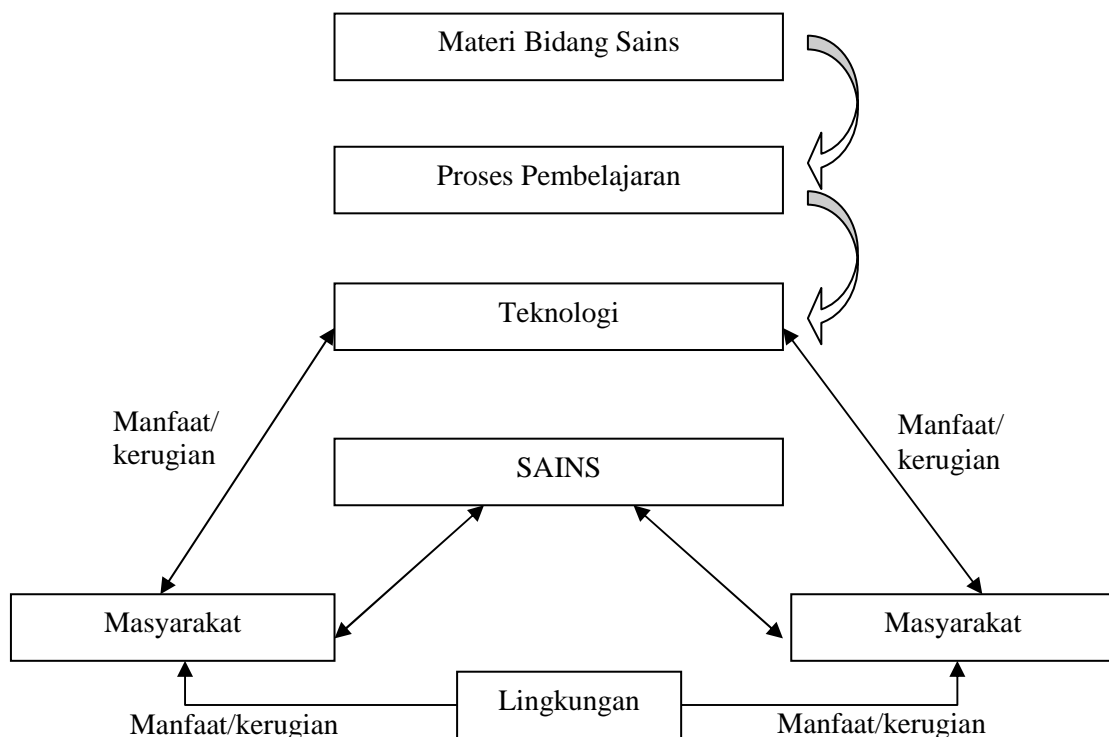 Materi Bidang Sains
Proses Pembelajaran
Teknologi
Manfaat/
kerugian
Manfaat/
kerugian
SAINS
Masyarakat
Masyarakat
Lingkungan
Manfaat/kerugian
Manfaat/kerugian